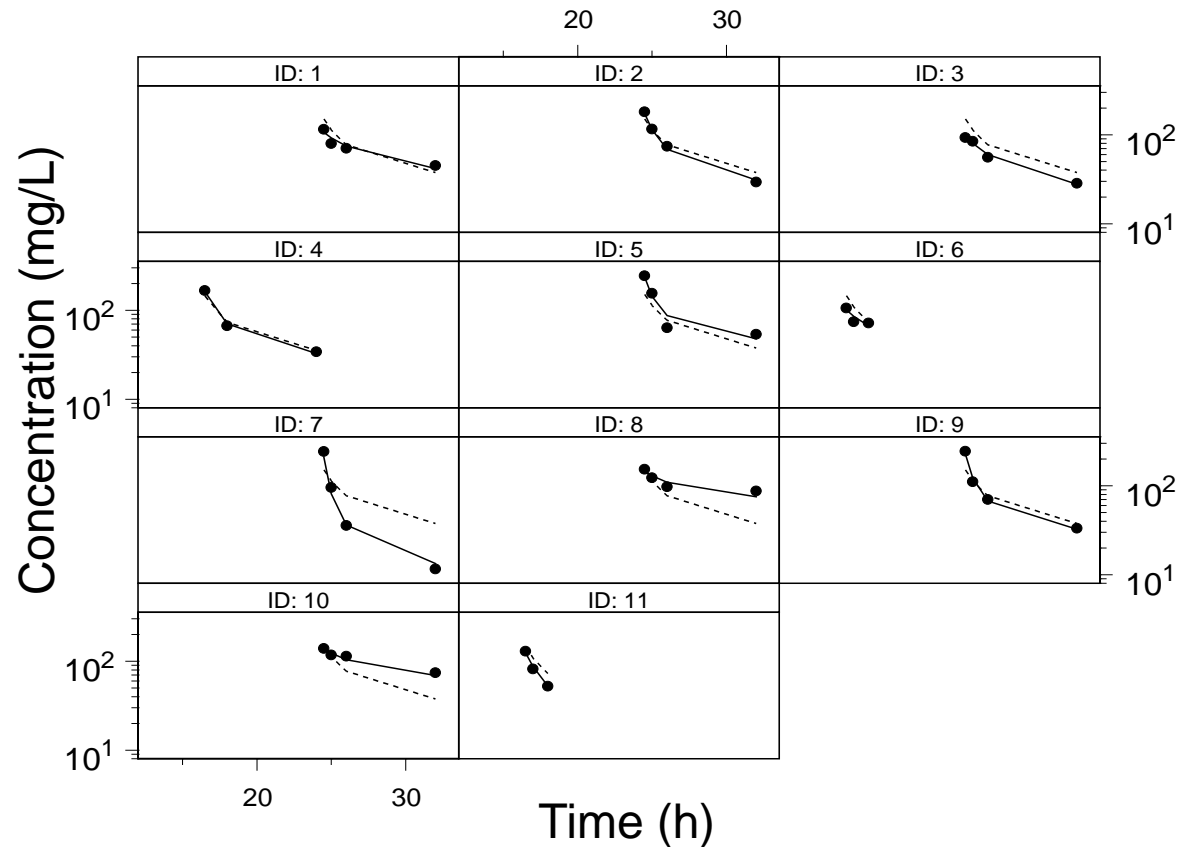 20 30
ID: 1 ID: 2 ID: 3
10²
10¹
ID: 4 ID: 5 ID: 6
10²
10¹
ID: 7 ID: 8 ID: 9
10²
10¹
ID: 10 ID: 11
10²
10¹
20 30
Time (h)
Concentration (mg/L)